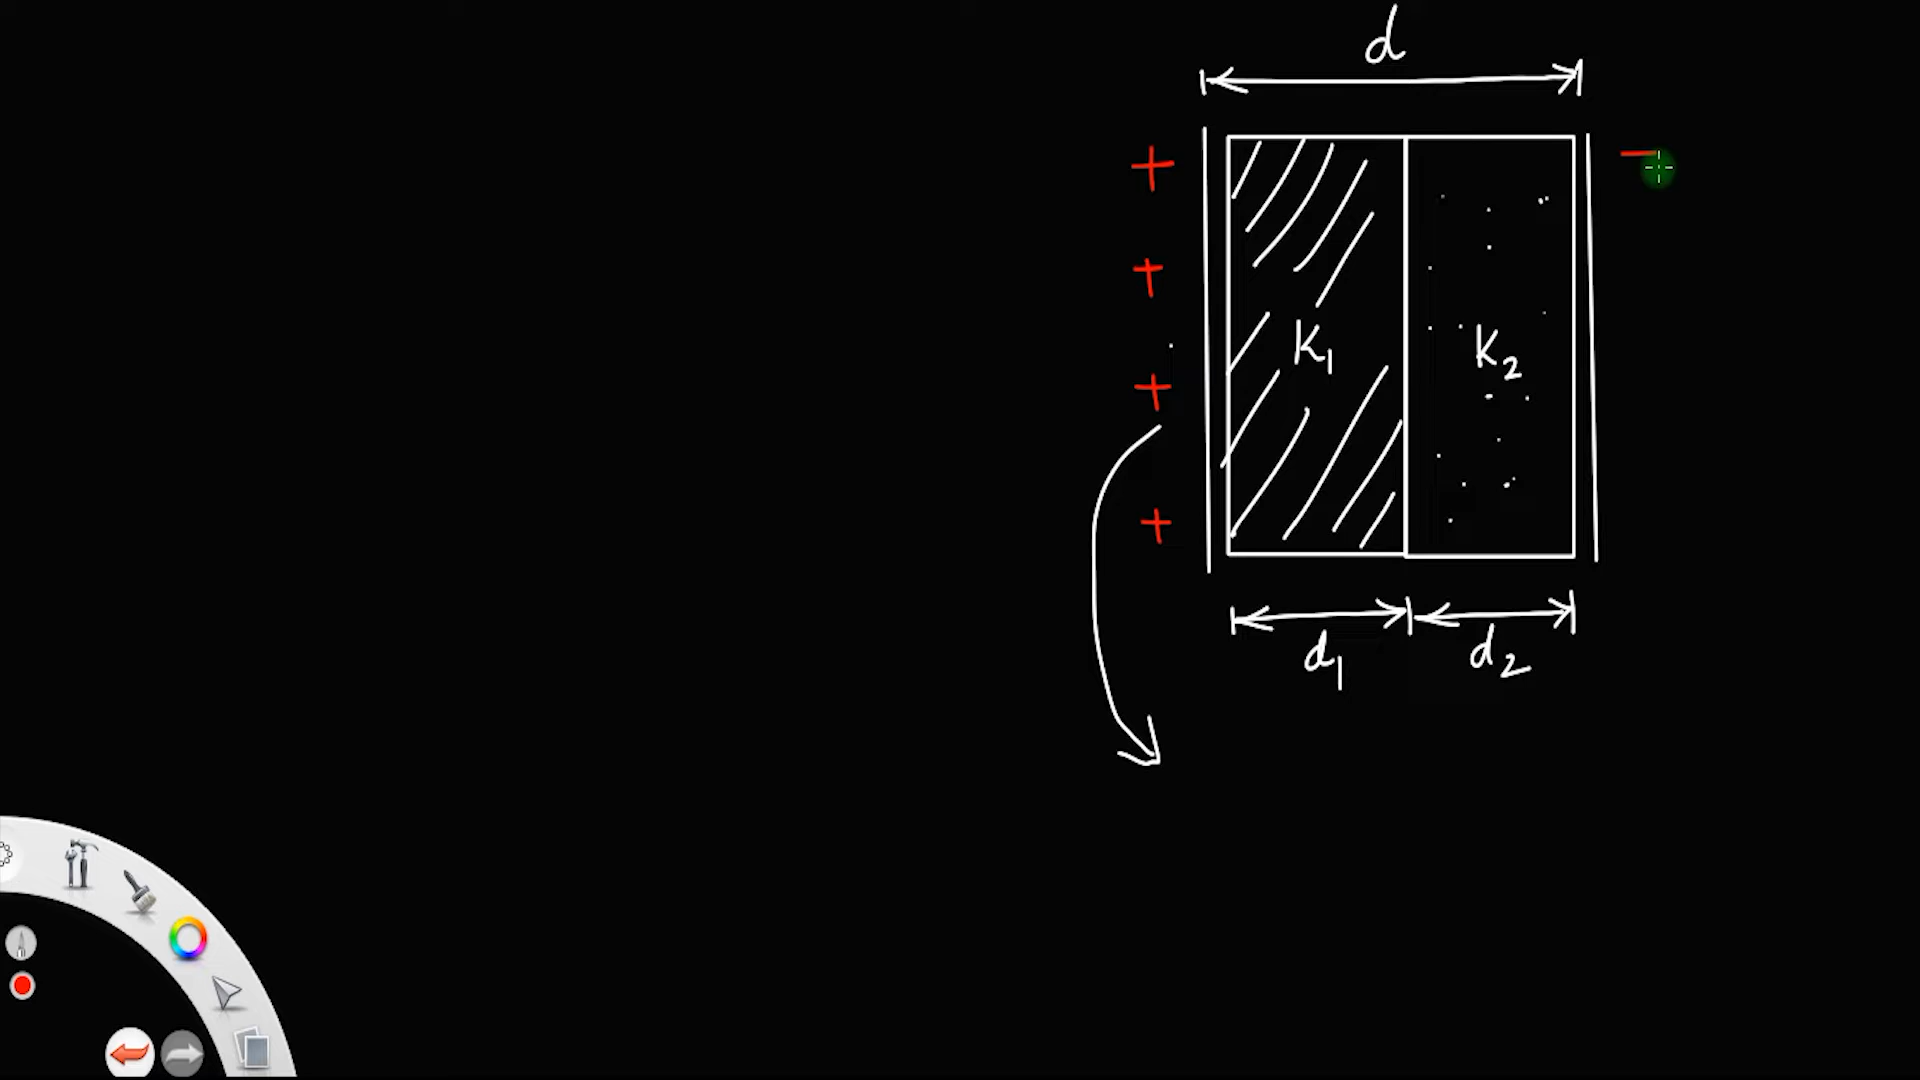 d
+ −
+
K₁ K₂
+
+
d₁ d₂